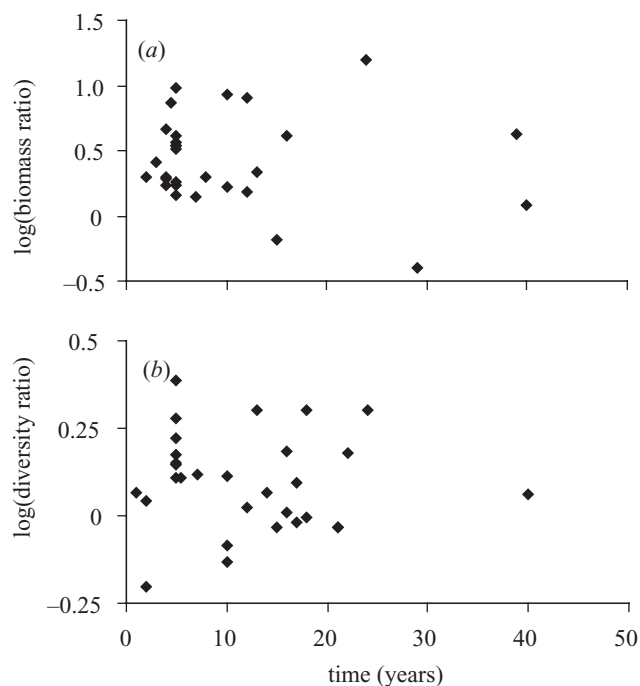 1.5
(a)
1.0
0.5
0
–0.5
log(biomass ratio)
0.5
(b)
0.25
0
–0.25
log(diversity ratio)
0 10 20 30 40 50
time (years)